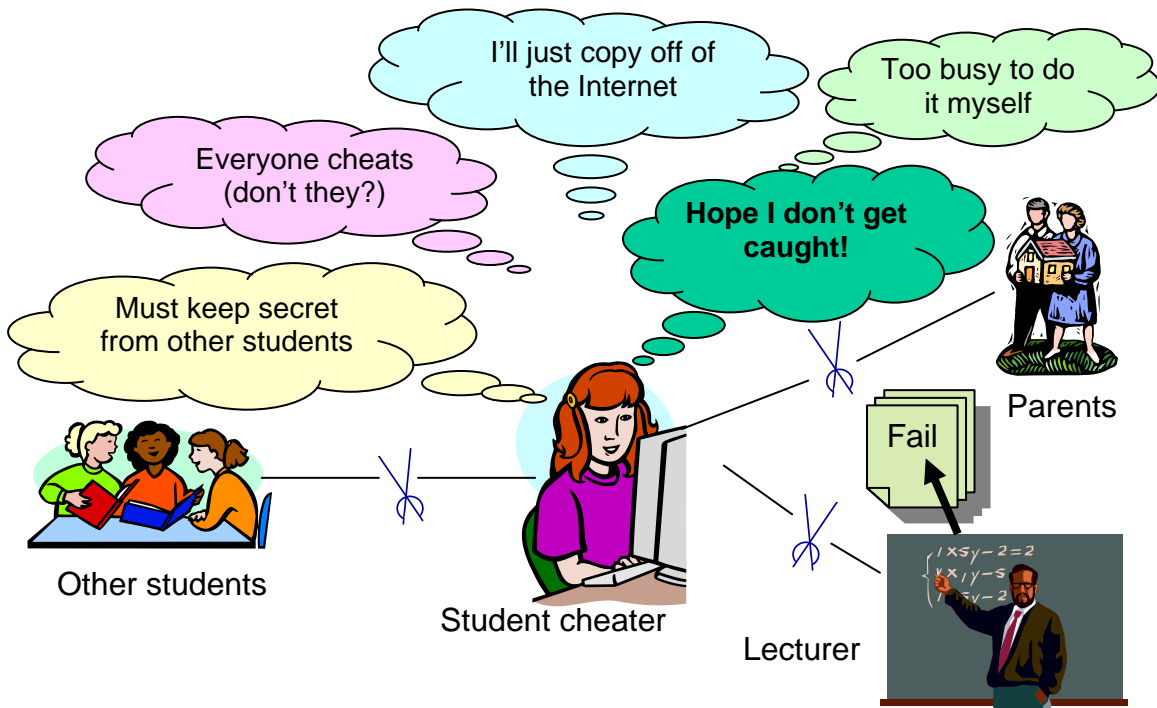 I'll just copy off of
the Internet
Too busy to do
it myself
Everyone cheats
(don't they?)
Hope I don't get
caught!
Must keep secret
from other students
Parents
Fail
Other students
Student cheater
Lecturer